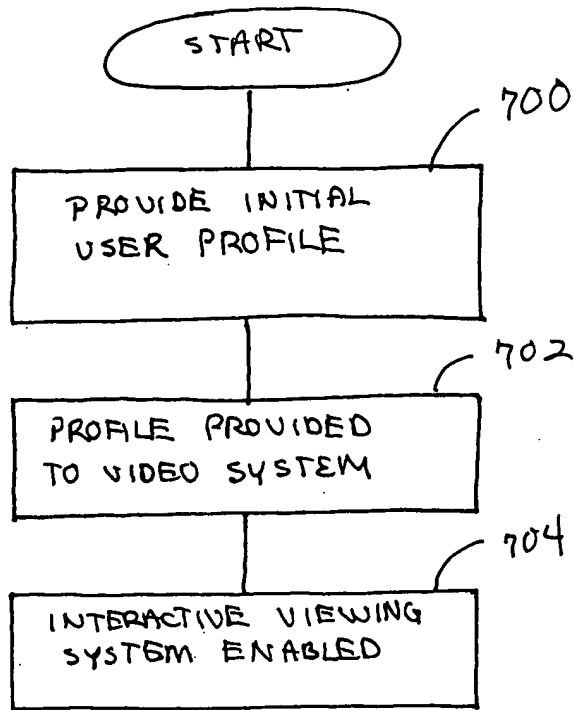 START
700
PROVIDE INITIAL
USER PROFILE
702
PROFILE PROVIDED
TO VIDEO SYSTEM
704
INTERACTIVE VIEWING
SYSTEM ENABLED